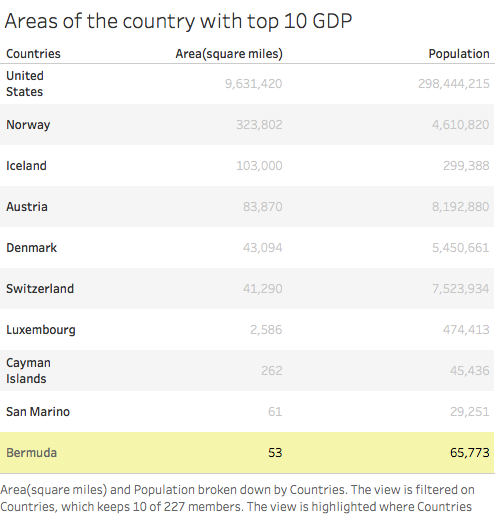 Areas of the country with top 10 GDP
Countries Area(square miles) Population
United
States 9,631,420 298,444,215
Norway 323,802 4,610,820
Iceland 103,000 299,388
Austria 83,870 8,192,880
Denmark 43,094 5,450,661
Switzerland 41,290 7,523,934
Luxembourg 2,586 474,413
Cayman
Islands 262 45,436
San Marino 61 29,251
Bermuda 53 65,773
Area(square miles) and Population broken down by Countries. The view is filtered on
Countries, which keeps 10 of 227 members. The view is highlighted where Countries